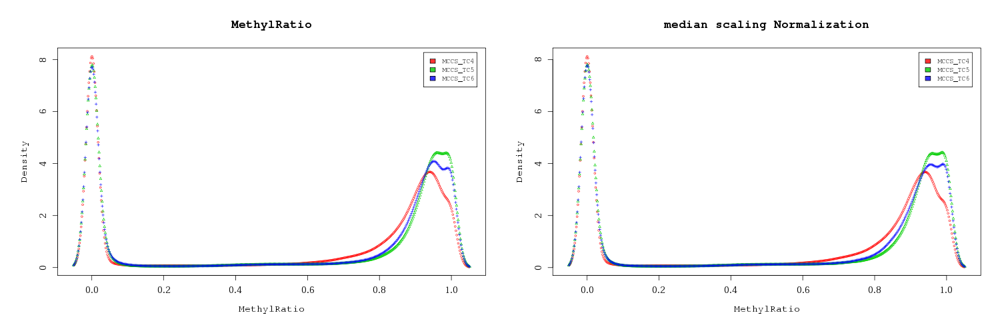 MethylRatio
Density
8
6
4
2
0
MCCS_TC4
MCCS_TC5
MCCS_TC6
0.0 0.2 0.4 0.6 0.8 1.0
MethylRatio
median scaling Normalization
Density
8
6
4
2
0
MCCS_TC4
MCCS_TC5
MCCS_TC6
0.0 0.2 0.4 0.6 0.8 1.0
MethylRatio